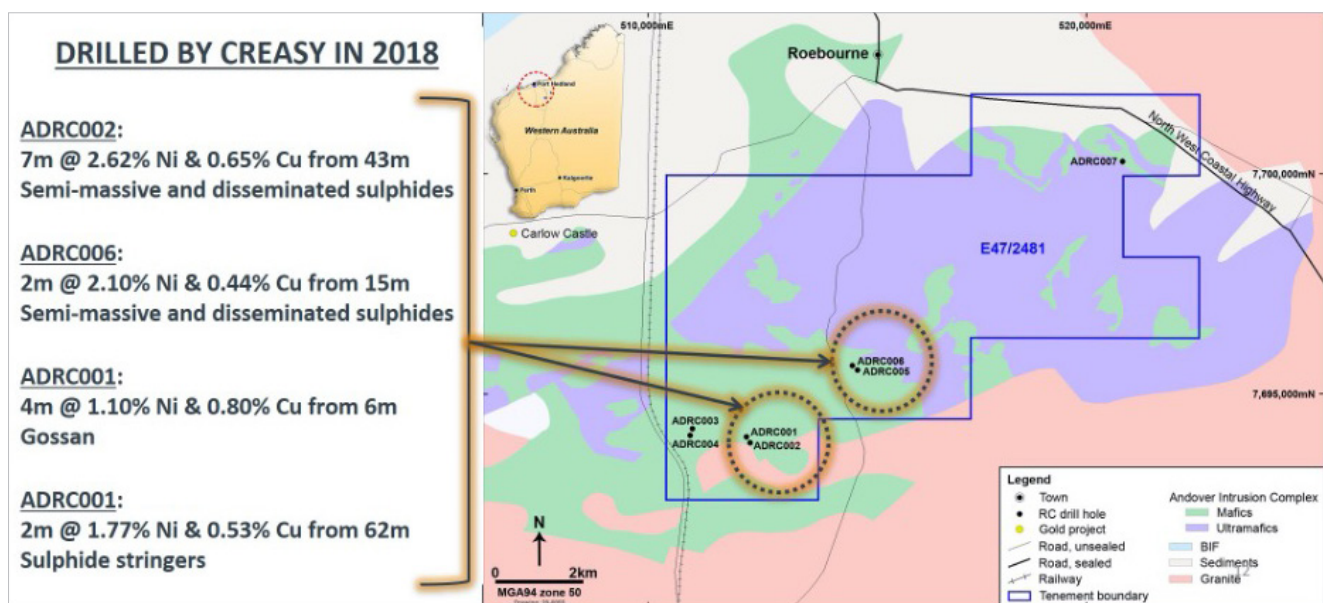 DRILLED BY CREASY IN 2018
ADRC002:
7m @ 2.62% Ni & 0.65% Cu from 43m
Semi-massive and disseminated sulphides
ADRC006:
2m @ 2.10% Ni & 0.44% Cu from 15m
Semi-massive and disseminated sulphides
ADRC001:
4m @ 1.10% Ni & 0.80% Cu from 6m
Gossan
ADRC001:
2m @ 1.77% Ni & 0.53% Cu from 62m
Sulphide stringers
510,000mE
520,000mE
Roebourne
Port Hedland
Western Australia
Perth
Kalgoorlie
Carlow Castle
North West Coastal Highway
ADRC007
7,700,000mN
E47/2481
ADRC006
ADRC005
7,695,000mN
ADRC003
ADRC004
ADRC001
ADRC002
N
0 2km
MGA94 zone 50
Legend
Town
RC drill hole
Gold project
Road, unsealed
Road, sealed
Railway
Tenement boundary
Andover Intrusion Complex
Mafics
Ultramafics
BIF
Sediments
Granite
12